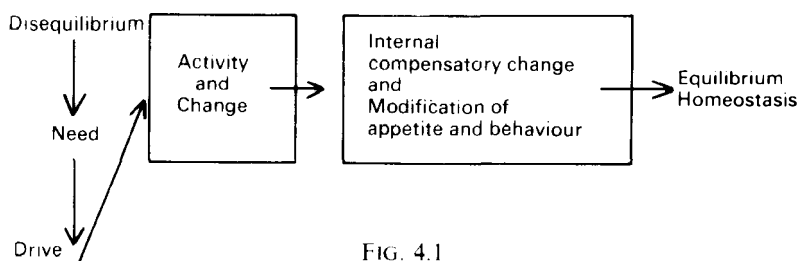 Disequilibrium
Need
Drive
Activity
and
Change
Internal
compensatory change
and
Modification of
appetite and behaviour
Equilibrium
Homeostasis
FIG. 4.1